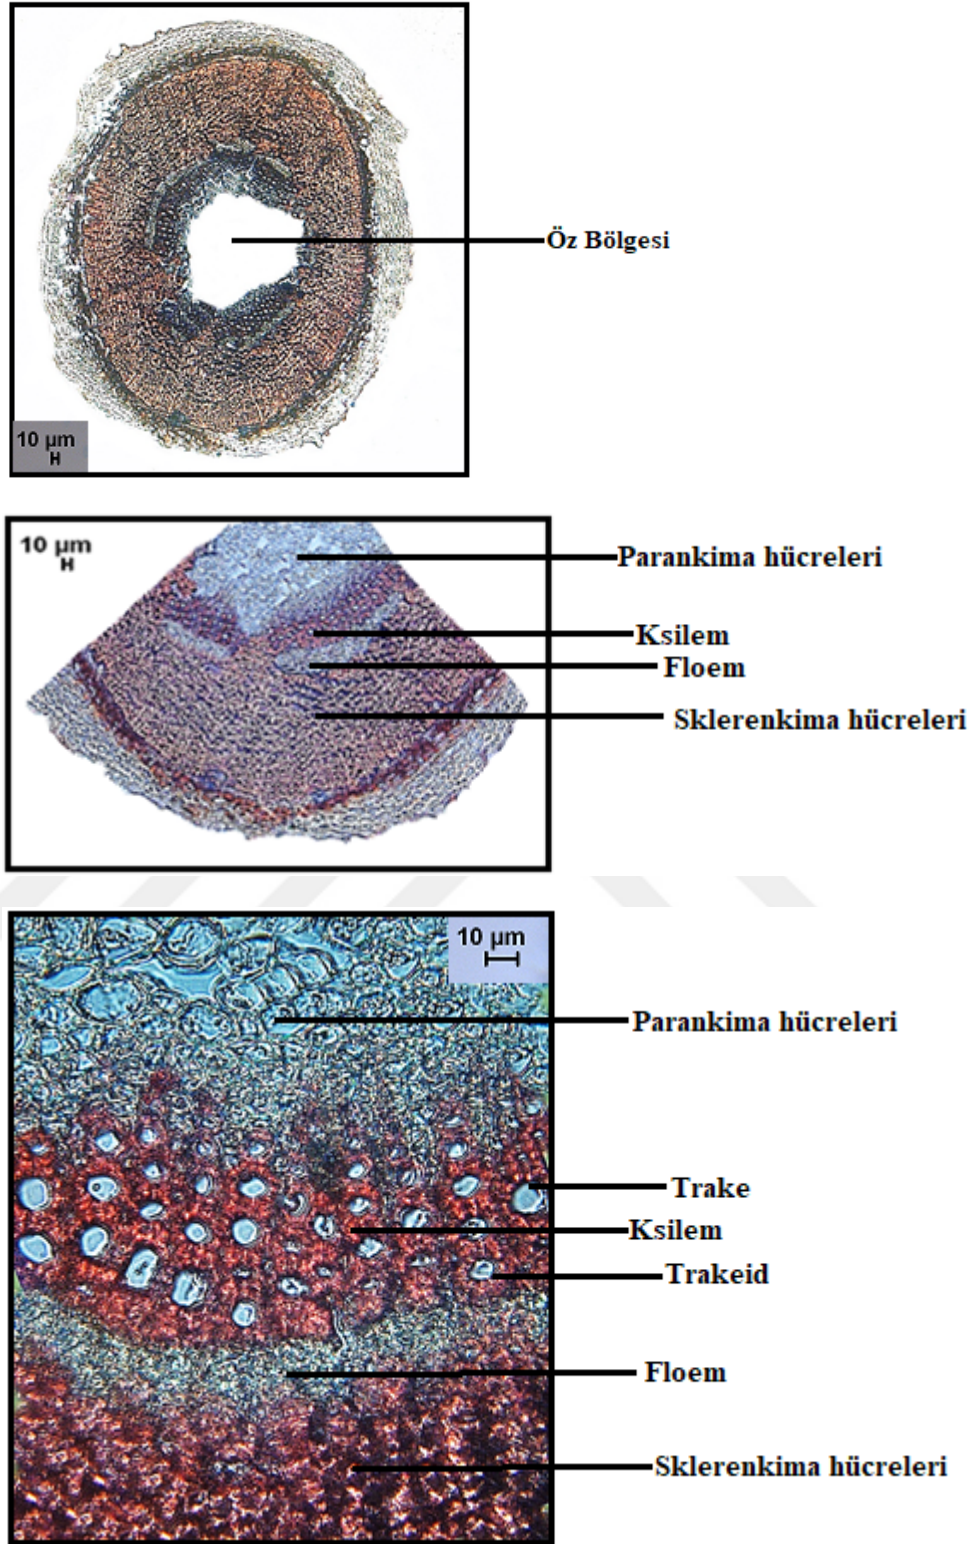 Öz Bölgesi
10 µm
10 µm
Parankima hücreleri
Ksilem
Floem
Sklerenkima hücreleri
10 µm
Parankima hücreleri
Trake
Ksilem
Trakeid
Floem
Sklerenkima hücreleri